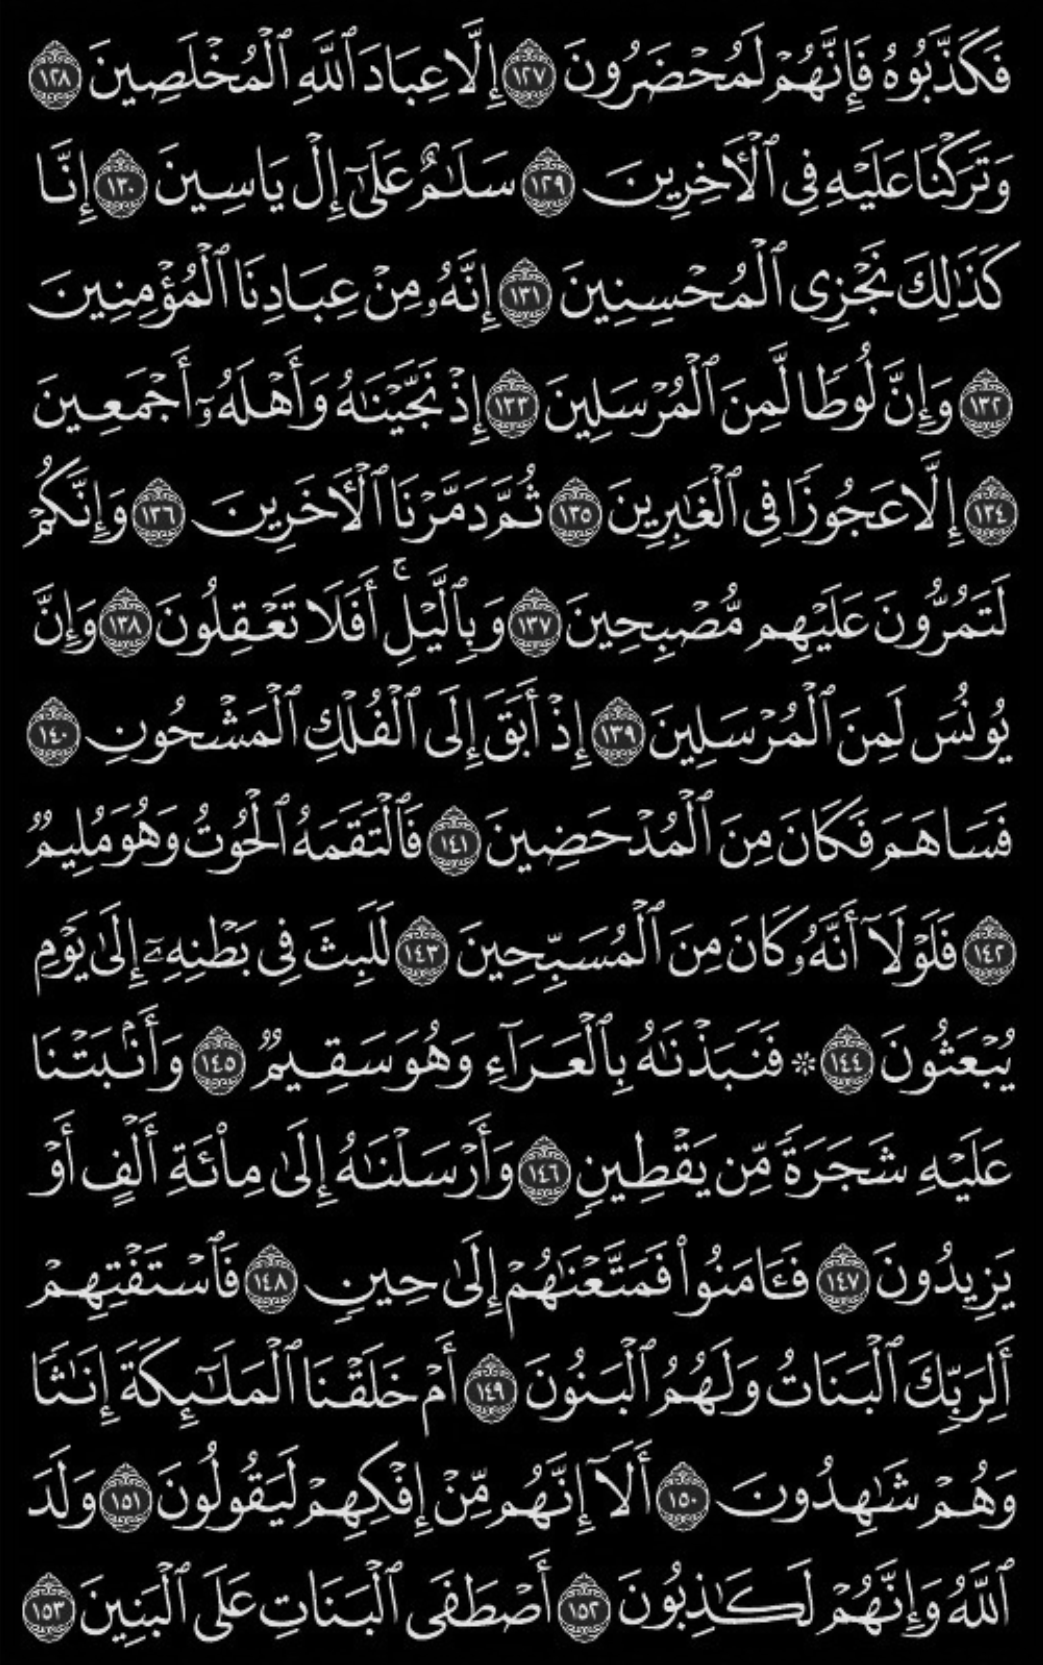 فَكَذَّبُوهُ فَإِنَّهُمْ لَمُحْضَرُونَ ١٢٧ إِلَّا عِبَادَ ٱللَّهِ ٱلْمُخْلَصِينَ ١٢٨
وَتَرَكْنَا عَلَيْهِ فِى ٱلْـَٔاخِرِينَ ١٢٩ سَلَـٰمٌ عَلَىٰٓ إِلْ يَاسِينَ ١٣٠ إِنَّا
كَذَٰلِكَ نَجْزِى ٱلْمُحْسِنِينَ ١٣١ إِنَّهُۥ مِنْ عِبَادِنَا ٱلْمُؤْمِنِينَ
١٣٢ وَإِنَّ لُوطًا لَّمِنَ ٱلْمُرْسَلِينَ ١٣٣ إِذْ نَجَّيْنَـٰهُ وَأَهْلَهُۥٓ أَجْمَعِينَ
١٣٤ إِلَّا عَجُوزًا فِى ٱلْغَـٰبِرِينَ ١٣٥ ثُمَّ دَمَّرْنَا ٱلْـَٔاخَرِينَ ١٣٦ وَإِنَّكُمْ
لَتَمُرُّونَ عَلَيْهِم مُّصْبِحِينَ ١٣٧ وَبِٱلَّيْلِ ۗ أَفَلَا تَعْقِلُونَ ١٣٨ وَإِنَّ
يُونُسَ لَمِنَ ٱلْمُرْسَلِينَ ١٣٩ إِذْ أَبَقَ إِلَى ٱلْفُلْكِ ٱلْمَشْحُونِ ١٤٠
فَسَاهَمَ فَكَانَ مِنَ ٱلْمُدْحَضِينَ ١٤١ فَٱلْتَقَمَهُ ٱلْحُوتُ وَهُوَ مُلِيمٌ
١٤٢ فَلَوْلَآ أَنَّهُۥ كَانَ مِنَ ٱلْمُسَبِّحِينَ ١٤٣ لَلَبِثَ فِى بَطْنِهِۦٓ إِلَىٰ يَوْمِ
يُبْعَثُونَ ١٤٤ ۞ فَنَبَذْنَـٰهُ بِٱلْعَرَآءِ وَهُوَ سَقِيمٌ ١٤٥ وَأَنۢبَتْنَا
عَلَيْهِ شَجَرَةً مِّن يَقْطِينٍ ١٤٦ وَأَرْسَلْنَـٰهُ إِلَىٰ مِا۟ئَةِ أَلْفٍ أَوْ
يَزِيدُونَ ١٤٧ فَـَٔامَنُوا۟ فَمَتَّعْنَـٰهُمْ إِلَىٰ حِينٍ ١٤٨ فَٱسْتَفْتِهِمْ
أَلِرَبِّكَ ٱلْبَنَاتُ وَلَهُمُ ٱلْبَنُونَ ١٤٩ أَمْ خَلَقْنَا ٱلْمَلَـٰٓئِكَةَ إِنَـٰثًا
وَهُمْ شَـٰهِدُونَ ١٥٠ أَلَآ إِنَّهُم مِّنْ إِفْكِهِمْ لَيَقُولُونَ ١٥١ وَلَدَ
ٱللَّهُ وَإِنَّهُمْ لَكَـٰذِبُونَ ١٥٢ أَصْطَفَى ٱلْبَنَاتِ عَلَى ٱلْبَنِينَ ١٥٣